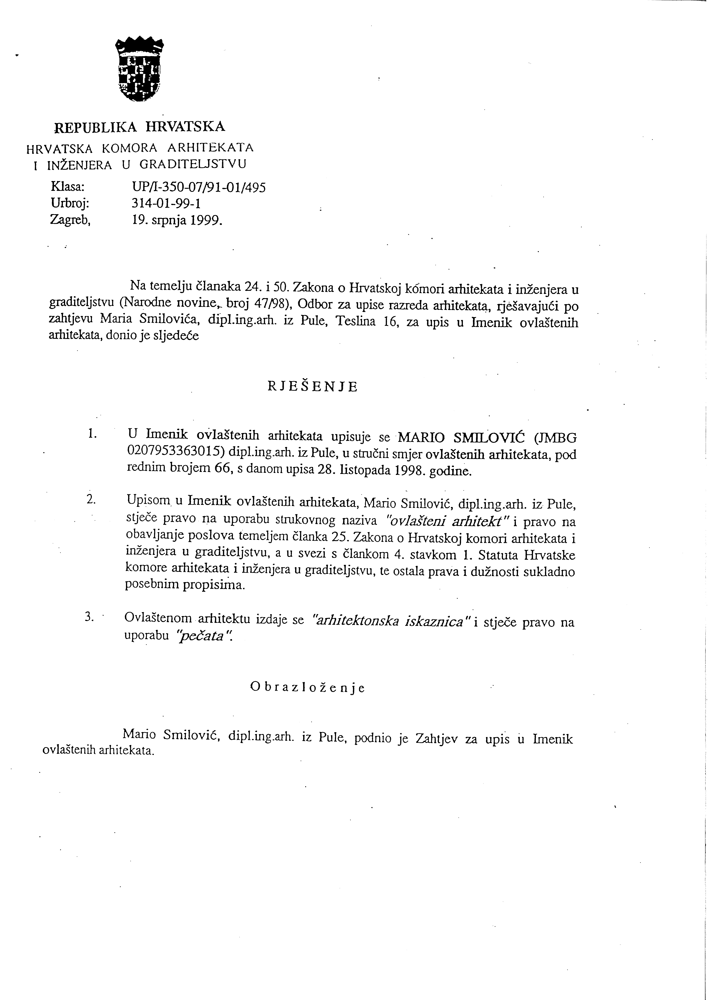 REPUBLIKA HRVATSKA
HRVATSKA KOMORA ARHITEKATA
I INŽENJERA U GRADITELJSTVU
Klasa: UP/I-350-07/91-01/495
Urbroj: 314-01-99-1
Zagreb, 19. srpnja 1999.
Na temelju članaka 24. i 50. Zakona o Hrvatskoj komori arhitekata i inženjera u
graditeljstvu (Narodne novine, broj 47/98), Odbor za upise razreda arhitekata, rješavajući po
zahtjevu Maria Smilovića, dipl.ing.arh. iz Pule, Teslina 16, za upis u Imenik ovlaštenih
arhitekata, donio je sljedeće
RJEŠENJE
1. U Imenik ovlaštenih arhitekata upisuje se MARIO SMILOVIĆ (JMBG
0207953363015) dipl.ing.arh. iz Pule, u stručni smjer ovlaštenih arhitekata, pod
rednim brojem 66, s danom upisa 28. listopada 1998. godine.
2. Upisom u Imenik ovlaštenih arhitekata, Mario Smilović, dipl.ing.arh. iz Pule,
stječe pravo na uporabu strukovnog naziva "ovlašteni arhitekt" i pravo na
obavljanje poslova temeljem članka 25. Zakona o Hrvatskoj komori arhitekata i
inženjera u graditeljstvu, a u svezi s člankom 4. stavkom 1. Statuta Hrvatske
komore arhitekata i inženjera u graditeljstvu, te ostala prava i dužnosti sukladno
posebnim propisima.
3. Ovlaštenom arhitektu izdaje se "arhitektonska iskaznica" i stječe pravo na
uporabu "pečata".
Obrazloženje
Mario Smilović, dipl.ing.arh. iz Pule, podnio je Zahtjev za upis u Imenik
ovlaštenih arhitekata.